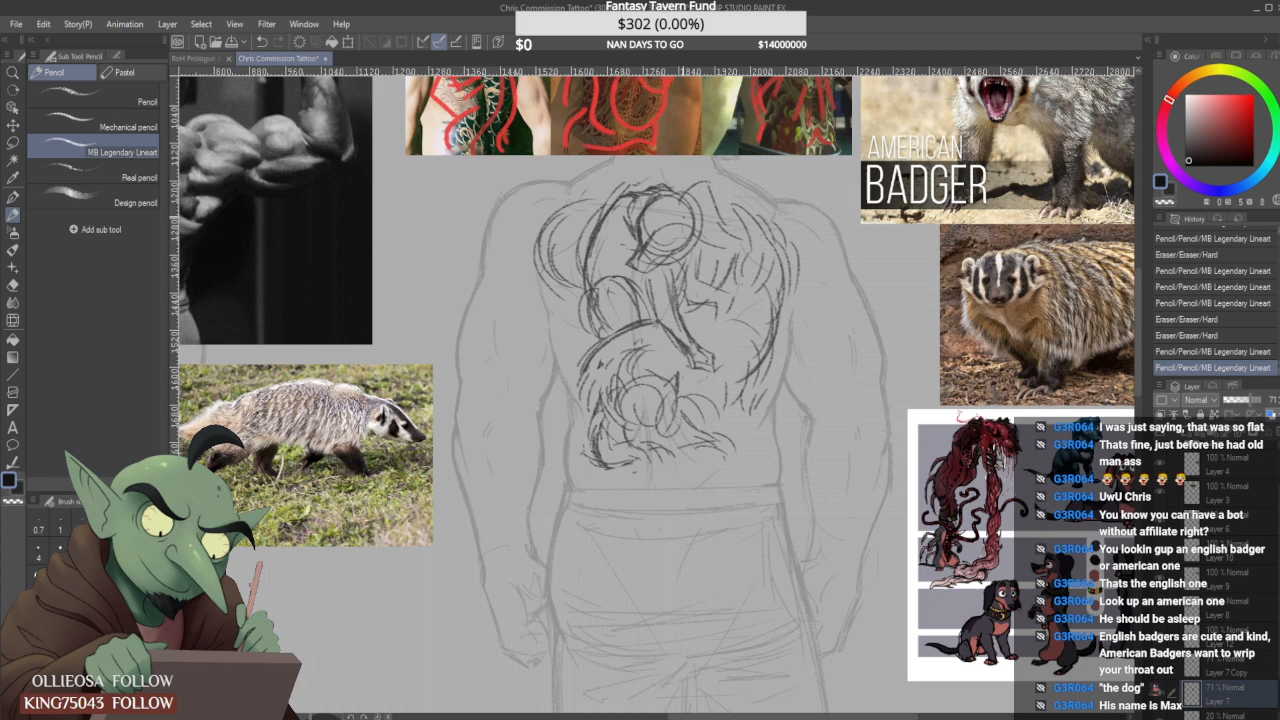 Fantasy Tavern Fund
$302 (0.00%)
$0 NAN DAYS TO GO $14000000
File Edit Story(P) Animation Layer Select View Filter Window Help
Sub Tool Pencil
Pencil Pastel
Pencil
Mechanical pencil
MB Legendary Lineart
Real pencil
Design pencil
Add sub tool
Chris Commission Tattoo*
AMERICAN
BADGER
Color
History
Pencil/Pencil/MB Legendary Lineart
Eraser/Eraser/Hard
Pencil/Pencil/MB Legendary Lineart
Pencil/Pencil/MB Legendary Lineart
Pencil/Pencil/MB Legendary Lineart
Eraser/Eraser/Hard
Eraser/Eraser/Hard
Pencil/Pencil/MB Legendary Lineart
Pencil/Pencil/MB Legendary Lineart
Layer
Normal
G3R064 I was just saying, that was so flat
G3R064 Thats fine, just before he had old
man ass
G3R064
G3R064 UwU Chris
G3R064 You know you can have a bot
without affiliate right?
G3R064 You lookin gup an english badger
or american one
G3R064 Thats the english one
G3R064 Look up an american one
G3R064 He should be asleep
G3R064 English badgers are cute and kind,
American Badgers want to wrip
your throat out
G3R064 "the dog"
G3R064 His name is Max
OLLIEOSA FOLLOW
KING75043 FOLLOW